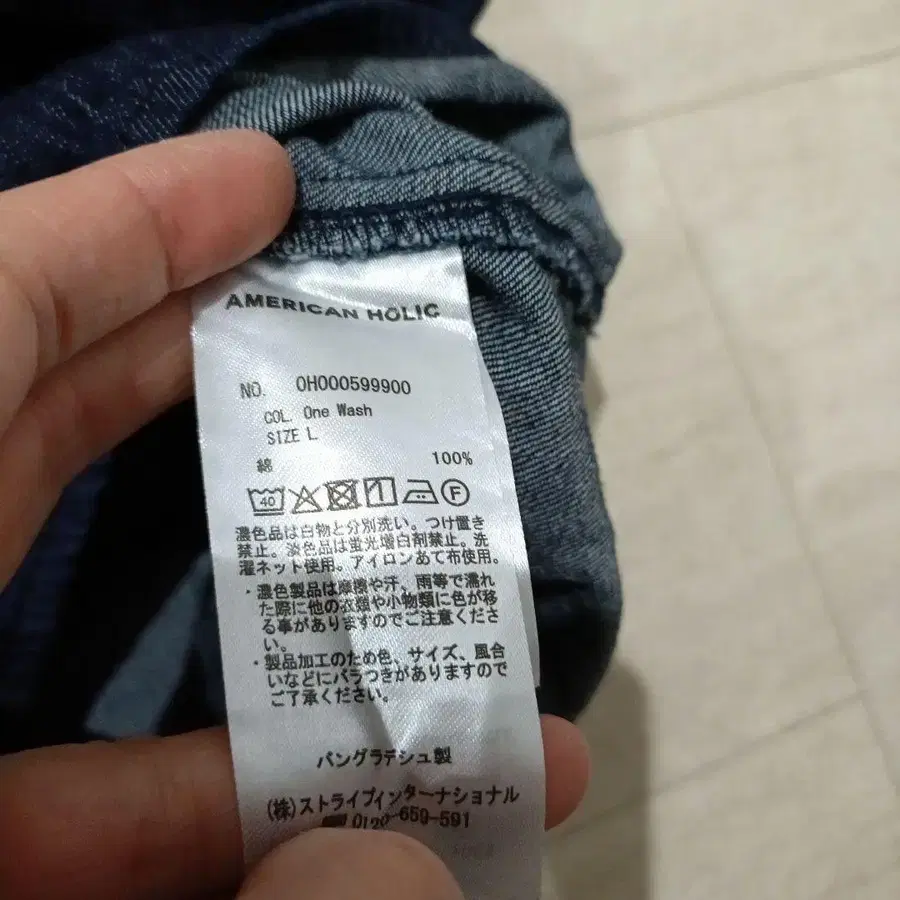 AMERICAN HOLIC
NO. 0H000599900
COL. One Wash
SIZE L
綿 100%
40 F
濃色品は白物と分別洗い。つけ置き
禁止。淡色品は蛍光増白剤禁止。洗
濯ネット使用。アイロンあて布使用。
・濃色製品は摩擦や汗、雨等で濡れ
た際に他の衣類や小物類に色が移
る事がありますのでご注意くださ
い。
・製品加工のため色、サイズ、風合
いなどにバラつきがありますので
ご了承ください。
バングラデシュ製
(株)ストライプインターナショナル
0120-659-591